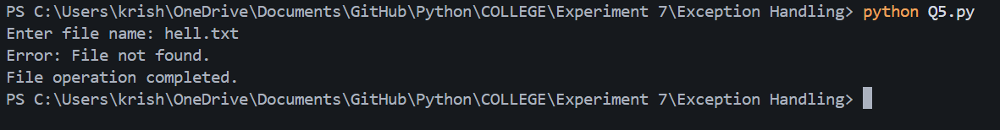 PS C:\Users\krish\OneDrive\Documents\GitHub\Python\COLLEGE\Experiment 7\Exception Handling> python Q5.py
Enter file name: hell.txt
Error: File not found.
File operation completed.
PS C:\Users\krish\OneDrive\Documents\GitHub\Python\COLLEGE\Experiment 7\Exception Handling>